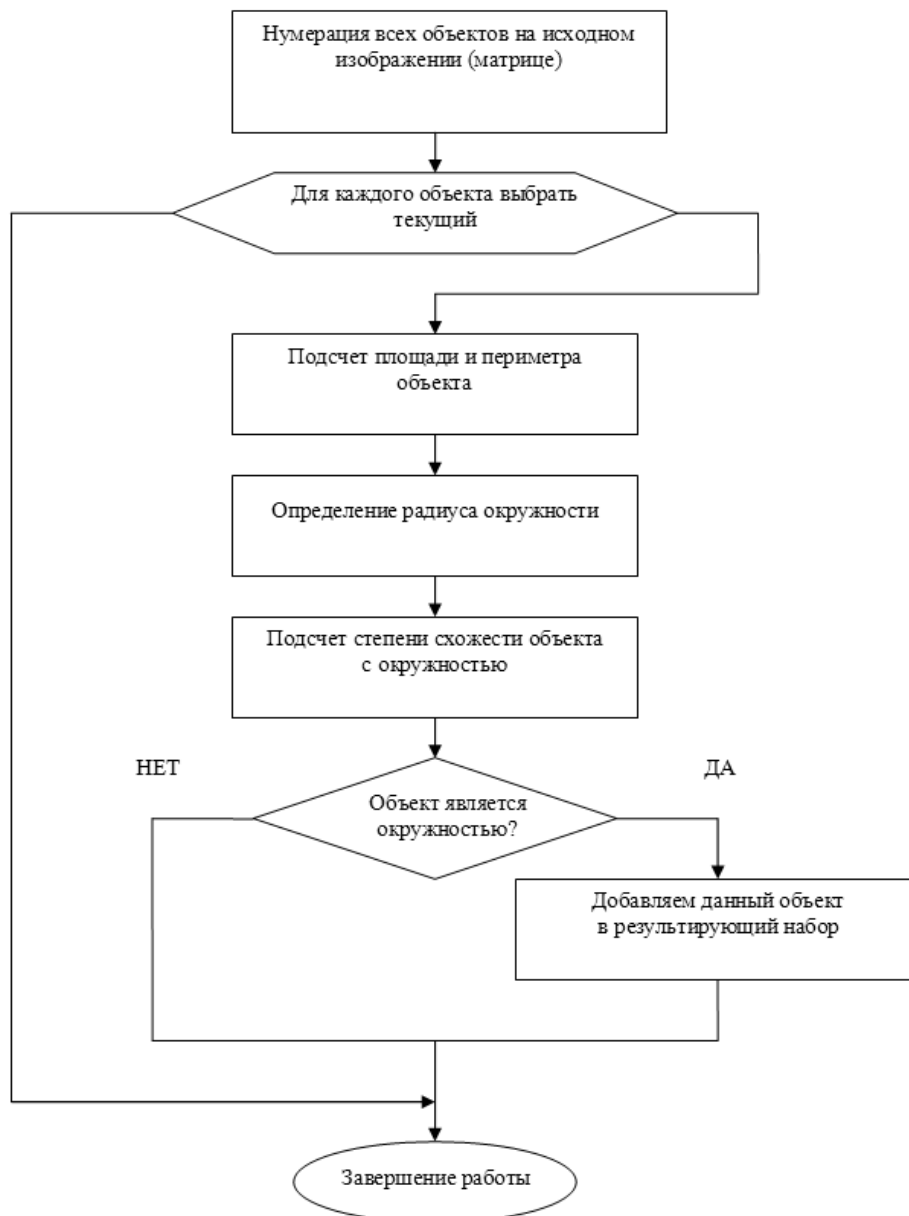 Нумерация всех объектов на исходном
изображении (матрице)
Для каждого объекта выбрать
текущий
Подсчет площади и периметра
объекта
Определение радиуса окружности
Подсчет степени схожести объекта
с окружностью
НЕТ
ДА
Объект является
окружностью?
Добавляем данный объект
в результирующий набор
Завершение работы